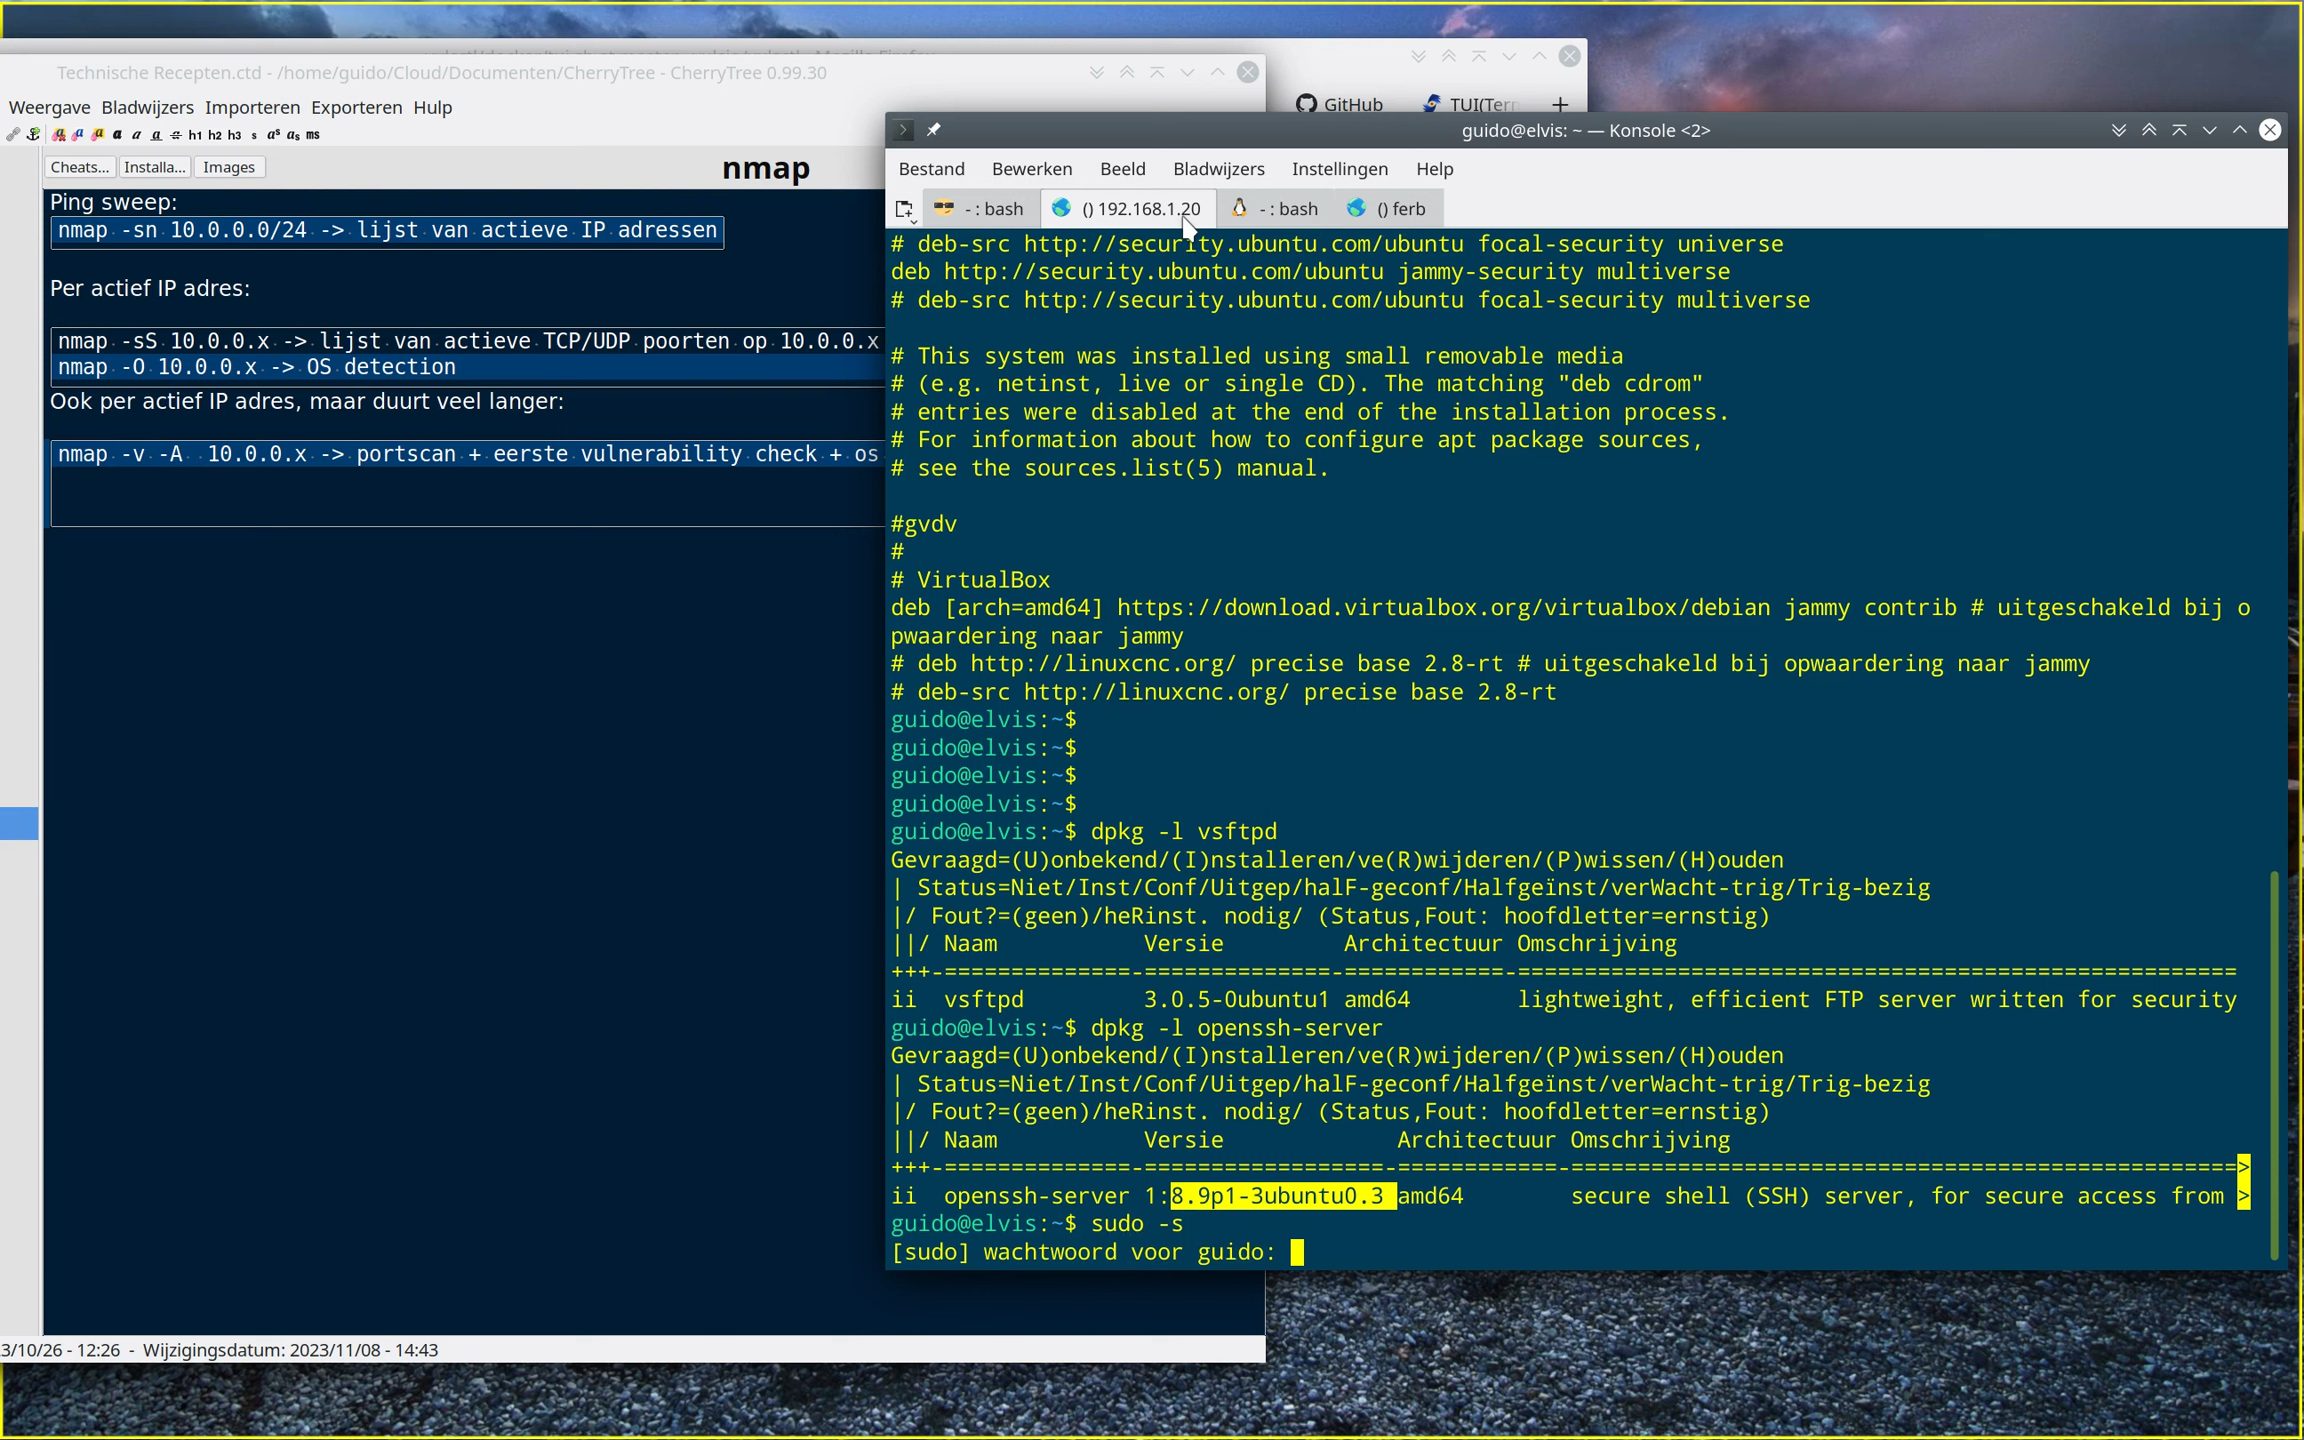 Technische Recepten.ctd - /home/guido/Cloud/Documenten/CherryTree - CherryTree 0.99.30
Weergave Bladwijzers Importeren Exporteren Hulp
h1 h2 h3 s aˢ aₛ ms
Cheats... Installa... Images
nmap
Ping sweep:
nmap -sn 10.0.0.0/24 -> lijst van actieve IP adressen
Per actief IP adres:
nmap -sS 10.0.0.x -> lijst van actieve TCP/UDP poorten op 10.0.0.x
nmap -O 10.0.0.x -> OS detection
Ook per actief IP adres, maar duurt veel langer:
nmap -v -A  10.0.0.x -> portscan + eerste vulnerability check + os
3/10/26 - 12:26 - Wijzigingsdatum: 2023/11/08 - 14:43
GitHub TUI(Terr +
guido@elvis: ~ — Konsole <2>
Bestand Bewerken Beeld Bladwijzers Instellingen Help
- : bash () 192.168.1.20 - : bash () ferb
# deb-src http://security.ubuntu.com/ubuntu focal-security universe
deb http://security.ubuntu.com/ubuntu jammy-security multiverse
# deb-src http://security.ubuntu.com/ubuntu focal-security multiverse
# This system was installed using small removable media
# (e.g. netinst, live or single CD). The matching "deb cdrom"
# entries were disabled at the end of the installation process.
# For information about how to configure apt package sources,
# see the sources.list(5) manual.
#gvdv
#
# VirtualBox
deb [arch=amd64] https://download.virtualbox.org/virtualbox/debian jammy contrib # uitgeschakeld bij o
pwaardering naar jammy
# deb http://linuxcnc.org/ precise base 2.8-rt # uitgeschakeld bij opwaardering naar jammy
# deb-src http://linuxcnc.org/ precise base 2.8-rt
guido@elvis:~$
guido@elvis:~$
guido@elvis:~$
guido@elvis:~$
guido@elvis:~$ dpkg -l vsftpd
Gevraagd=(U)onbekend/(I)nstalleren/ve(R)wijderen/(P)wissen/(H)ouden
| Status=Niet/Inst/Conf/Uitgep/halF-geconf/Halfgeïnst/verWacht-trig/Trig-bezig
|/ Fout?=(geen)/heRinst. nodig/ (Status,Fout: hoofdletter=ernstig)
||/ Naam           Versie         Architectuur Omschrijving
+++-==============-==============-============-======================================================
ii  vsftpd         3.0.5-0ubuntu1 amd64        lightweight, efficient FTP server written for security
guido@elvis:~$ dpkg -l openssh-server
Gevraagd=(U)onbekend/(I)nstalleren/ve(R)wijderen/(P)wissen/(H)ouden
| Status=Niet/Inst/Conf/Uitgep/halF-geconf/Halfgeïnst/verWacht-trig/Trig-bezig
|/ Fout?=(geen)/heRinst. nodig/ (Status,Fout: hoofdletter=ernstig)
||/ Naam           Versie             Architectuur Omschrijving
+++-==============-==================-============-==================================================>
ii  openssh-server 1:8.9p1-3ubuntu0.3 amd64        secure shell (SSH) server, for secure access from >
guido@elvis:~$ sudo -s
[sudo] wachtwoord voor guido: